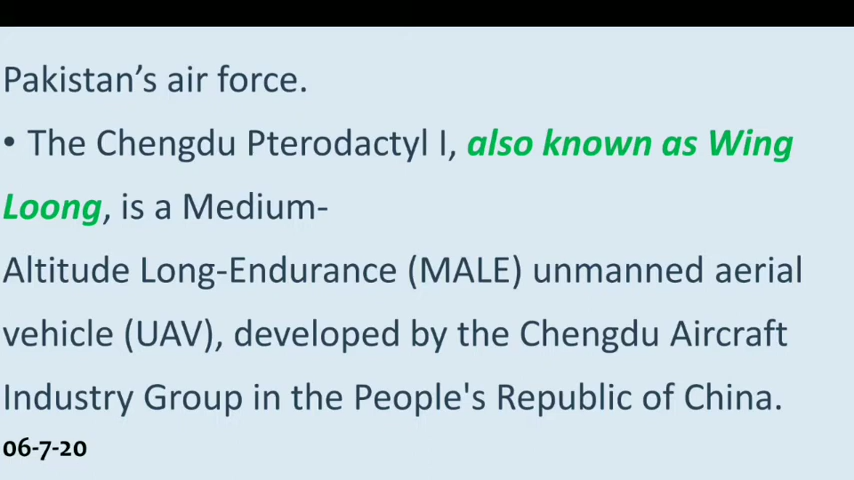 Pakistan’s air force.
• The Chengdu Pterodactyl I, also known as Wing
Loong, is a Medium-
Altitude Long-Endurance (MALE) unmanned aerial
vehicle (UAV), developed by the Chengdu Aircraft
Industry Group in the People's Republic of China.
06-7-20